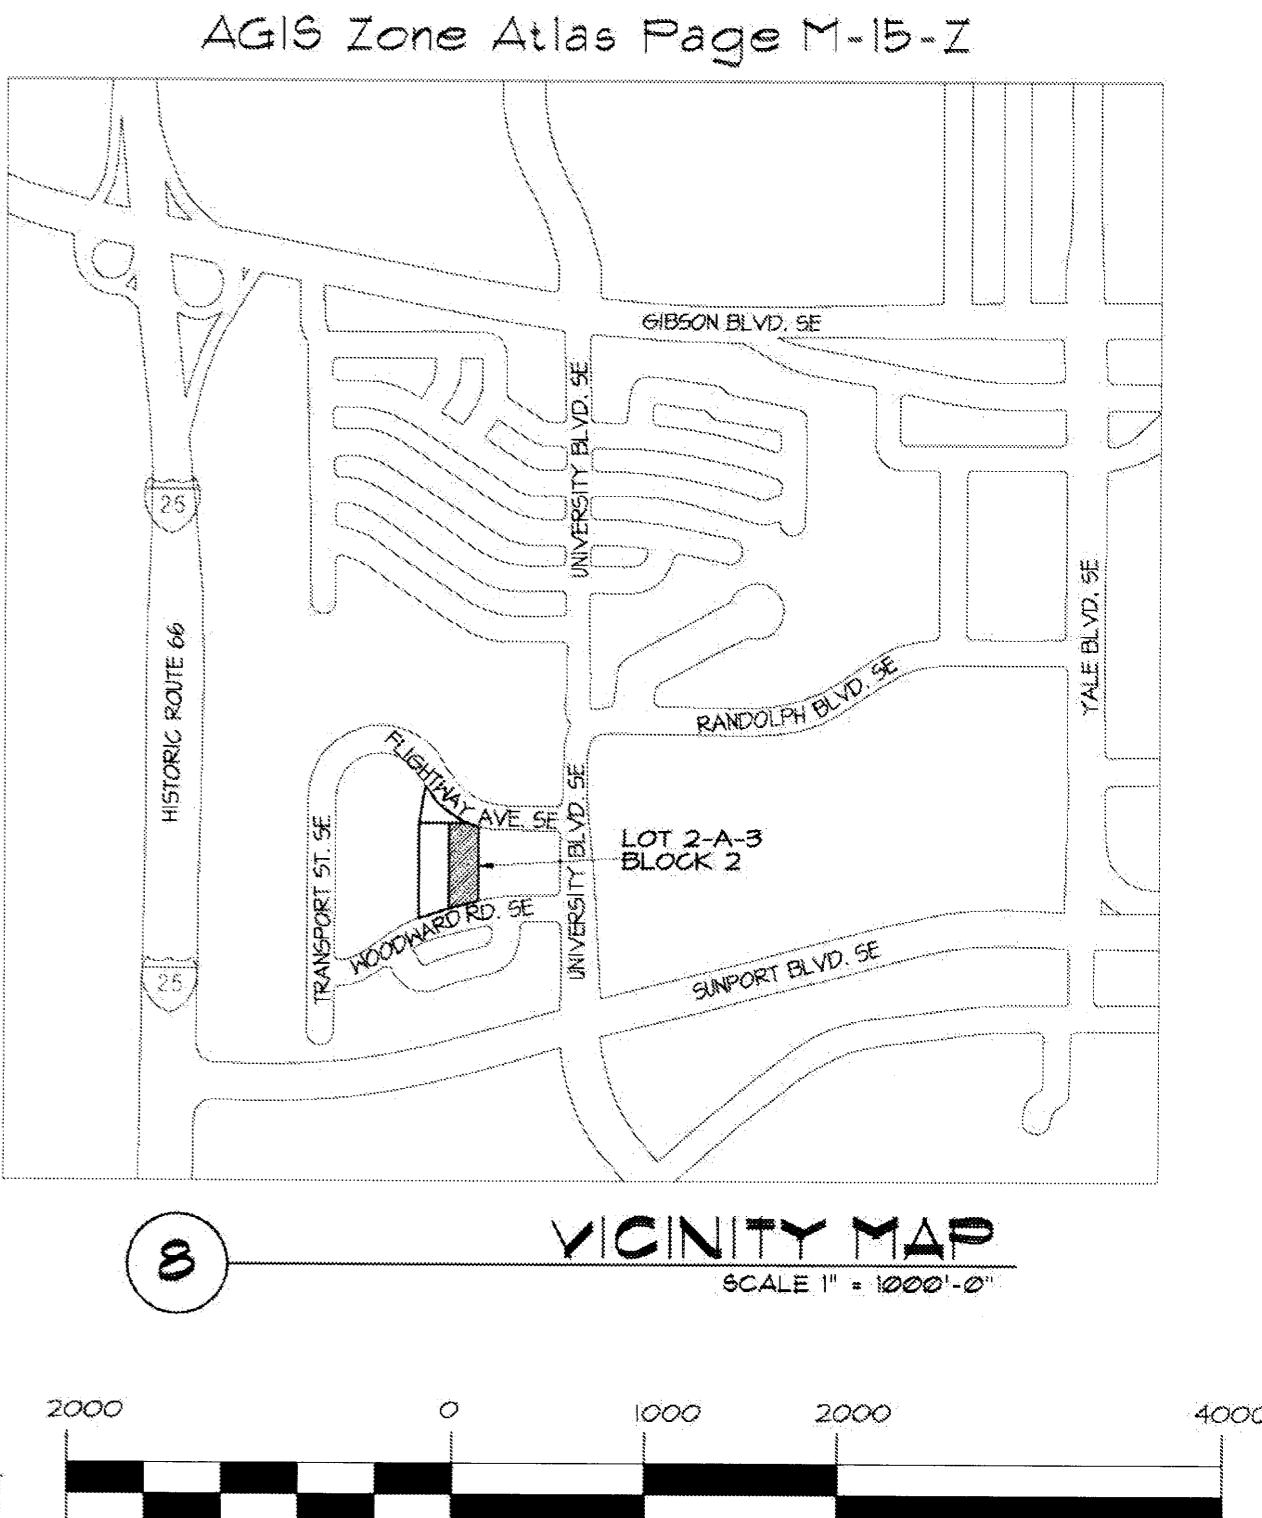 AGIS Zone Atlas Page M-15-Z
GIBSON BLVD. SE
UNIVERSITY BLVD. SE
25
HISTORIC ROUTE 66
YALE BLVD. SE
RANDOLPH BLVD. SE
FLIGHTWAY AVE. SE
UNIVERSITY BLVD. SE
LOT 2-A-3
BLOCK 2
TRANSPORT ST. SE
WOODWARD RD. SE
SUNPORT BLVD. SE
25
8
VICINITY MAP
SCALE 1" = 1000'-0"
2000 0 1000 2000 4000